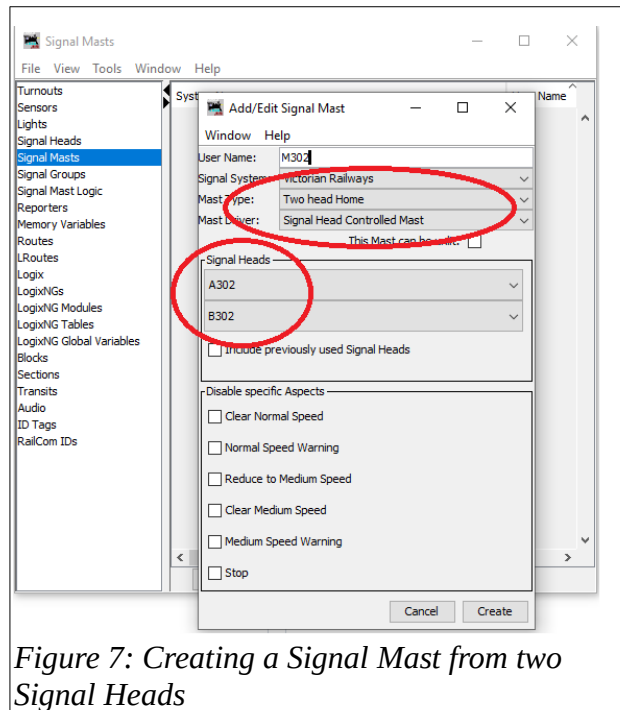 Signal Masts
File View Tools Window Help
Turnouts
Sensors
Lights
Signal Heads
Signal Masts
Signal Groups
Signal Mast Logic
Reporters
Memory Variables
Routes
LRoutes
Logix
LogixNGs
LogixNG Modules
LogixNG Tables
LogixNG Global Variables
Blocks
Sections
Transits
Audio
ID Tags
RailCom IDs
Syst
Name
Add/Edit Signal Mast
Window Help
User Name: M302
Signal System: Victorian Railways
Mast Type: Two head Home
Mast Driver: Signal Head Controlled Mast
This Mast can be unlit:
Signal Heads
A302
B302
Include previously used Signal Heads
Disable specific Aspects
Clear Normal Speed
Normal Speed Warning
Reduce to Medium Speed
Clear Medium Speed
Medium Speed Warning
Stop
Cancel Create
Figure 7: Creating a Signal Mast from two
Signal Heads